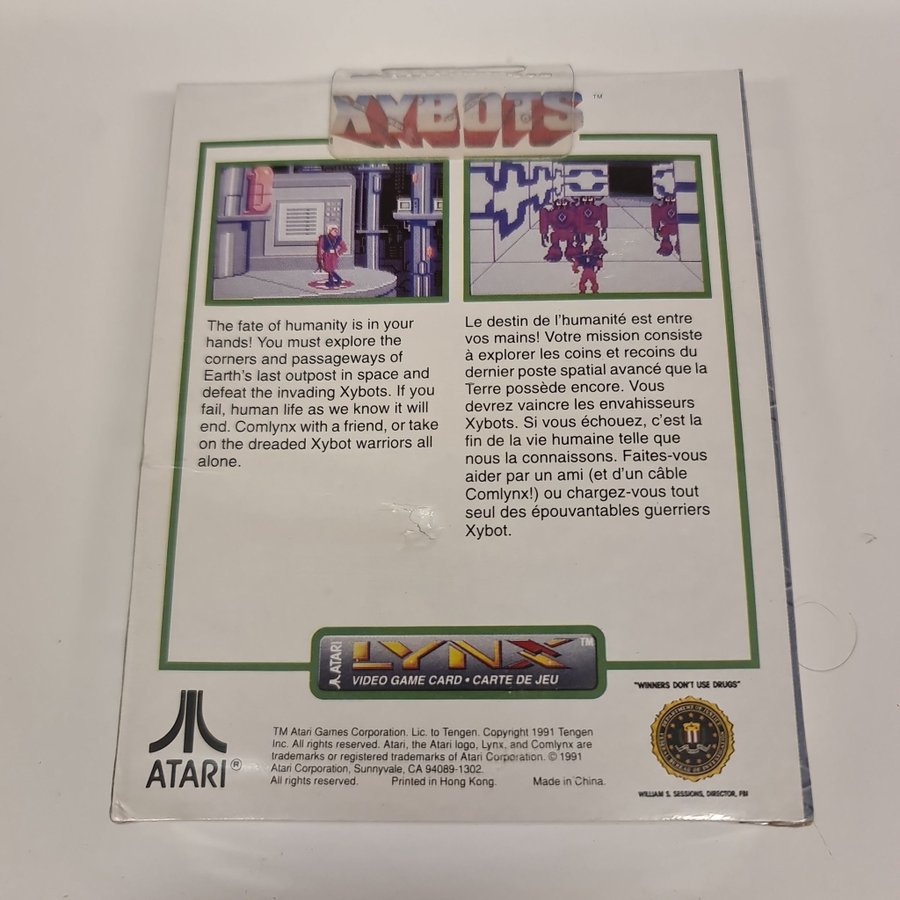 XYBOTS™
The fate of humanity is in your
hands! You must explore the
corners and passageways of
Earth's last outpost in space and
defeat the invading Xybots. If you
fail, human life as we know it will
end. Comlynx with a friend, or take
on the dreaded Xybot warriors all
alone.
Le destin de l'humanité est entre
vos mains! Votre mission consiste
à explorer les coins et recoins du
dernier poste spatial avancé que la
Terre possède encore. Vous
devrez vaincre les envahisseurs
Xybots. Si vous échouez, c'est la
fin de la vie humaine telle que
nous la connaissons. Faites-vous
aider par un ami (et d'un câble
Comlynx!) ou chargez-vous tout
seul des épouvantables guerriers
Xybot.
ATARI LYNX™
VIDEO GAME CARD • CARTE DE JEU
ATARI®
TM Atari Games Corporation. Lic. to Tengen. Copyright 1991 Tengen
Inc. All rights reserved. Atari, the Atari logo, Lynx, and Comlynx are
trademarks or registered trademarks of Atari Corporation. © 1991
Atari Corporation, Sunnyvale, CA 94089-1302.
All rights reserved. Printed in Hong Kong. Made in China.
"WINNERS DON'T USE DRUGS"
DEPARTMENT OF JUSTICE
WILLIAM S. SESSIONS, DIRECTOR, FBI